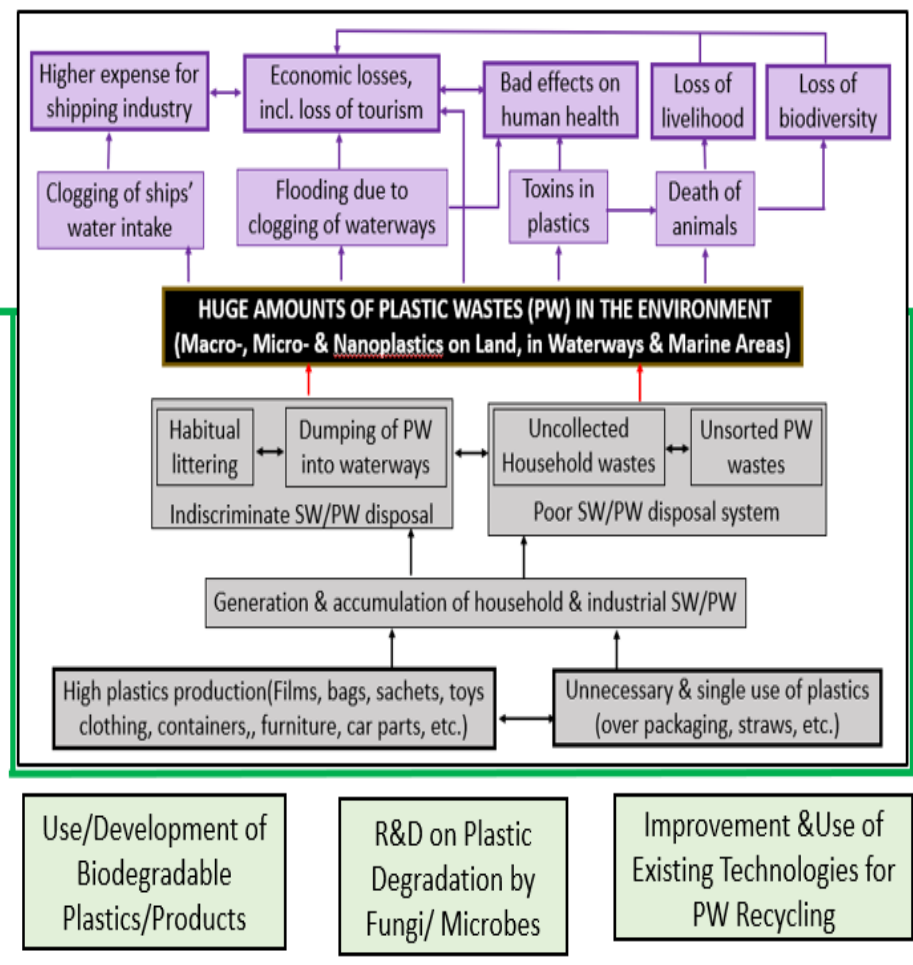 Higher expense for
shipping industry
Economic losses,
incl. loss of tourism
Bad effects on
human health
Loss of
livelihood
Loss of
biodiversity
Clogging of ships'
water intake
Flooding due to
clogging of waterways
Toxins in
plastics
Death of
animals
HUGE AMOUNTS OF PLASTIC WASTES (PW) IN THE ENVIRONMENT
(Macro-, Micro- & Nanoplastics on Land, in Waterways & Marine Areas)
Habitual
littering
Dumping of PW
into waterways
Indiscriminate SW/PW disposal
Uncollected
Household wastes
Unsorted PW
wastes
Poor SW/PW disposal system
Generation & accumulation of household & industrial SW/PW
High plastics production(Films, bags, sachets, toys
clothing, containers,, furniture, car parts, etc.)
Unnecessary & single use of plastics
(over packaging, straws, etc.)
Use/Development of
Biodegradable
Plastics/Products
R&D on Plastic
Degradation by
Fungi/ Microbes
Improvement &Use of
Existing Technologies for
PW Recycling